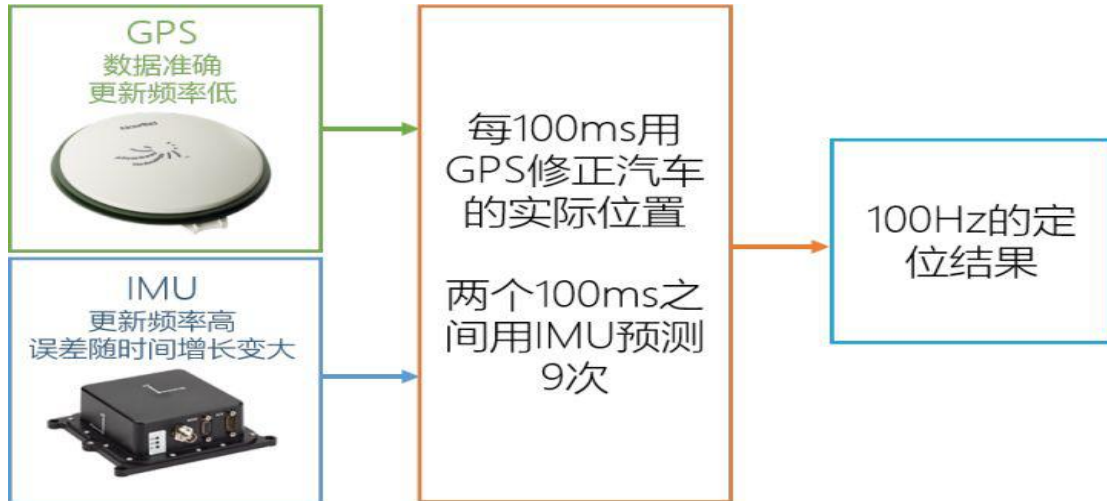 GPS
数据准确
更新频率低
IMU
更新频率高
误差随时间增长变大
每100ms用
GPS修正汽车
的实际位置
两个100ms之
间用IMU预测
9次
100Hz的定
位结果